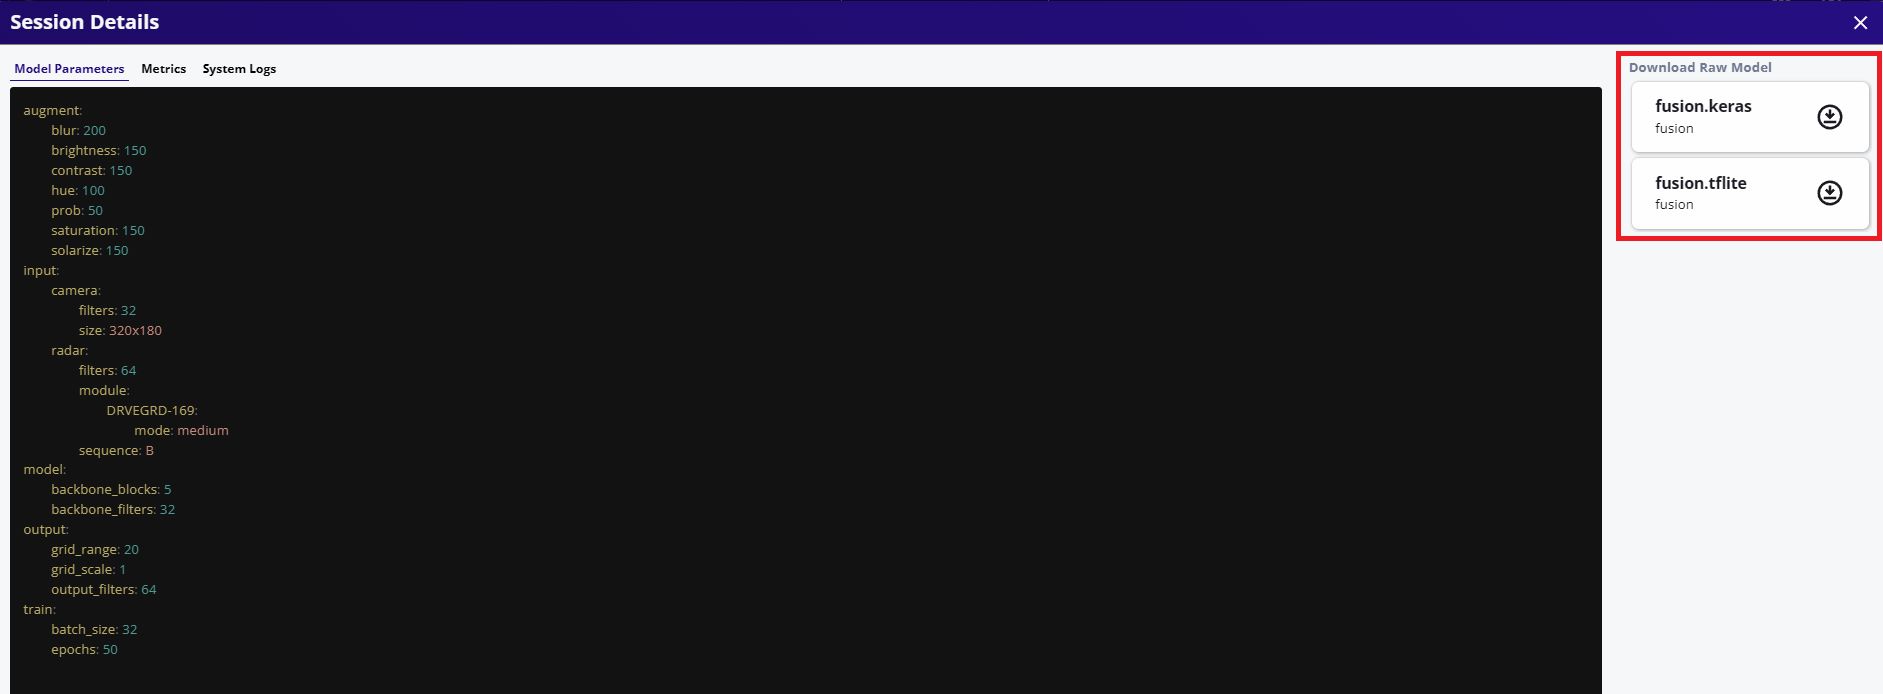 Session Details
Model Parameters Metrics System Logs
augment:
blur: 200
brightness: 150
contrast: 150
hue: 100
prob: 50
saturation: 150
solarize: 150
input:
camera:
filters: 32
size: 320x180
radar:
filters: 64
module:
DRVEGRD-169:
mode: medium
sequence: B
model:
backbone_blocks: 5
backbone_filters: 32
output:
grid_range: 20
grid_scale: 1
output_filters: 64
train:
batch_size: 32
epochs: 50
Download Raw Model
fusion.keras
fusion
fusion.tflite
fusion